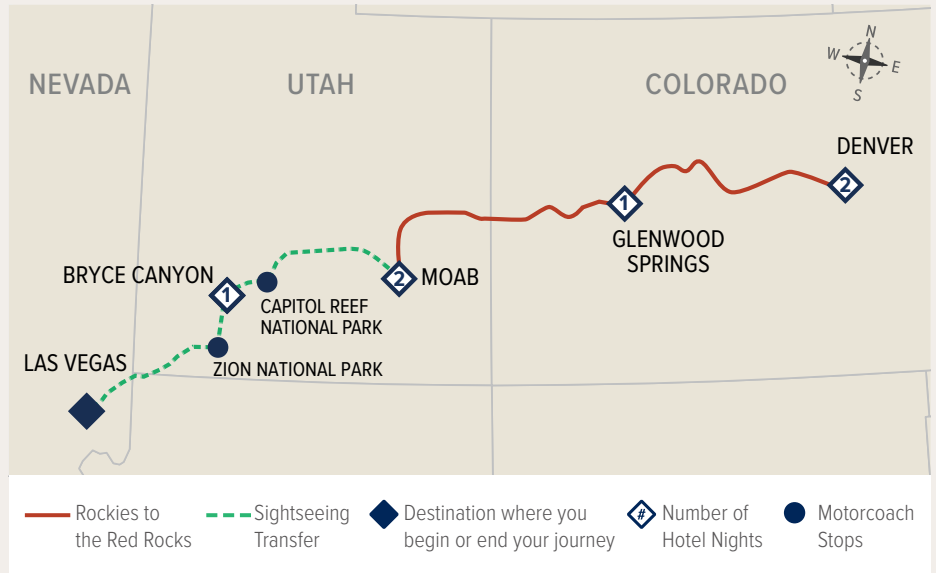 NEVADA
UTAH
COLORADO
N
W
E
S
DENVER
2
1
GLENWOOD
SPRINGS
BRYCE CANYON
1
2
MOAB
CAPITOL REEF
NATIONAL PARK
LAS VEGAS
ZION NATIONAL PARK
Rockies to
the Red Rocks
Sightseeing
Transfer
Destination where you
begin or end your journey
#
Number of
Hotel Nights
Motorcoach
Stops